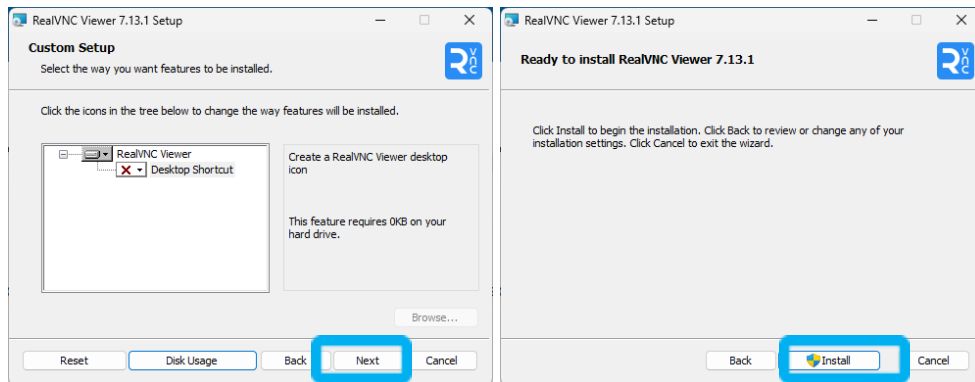 RealVNC Viewer 7.13.1 Setup
Custom Setup
Select the way you want features to be installed.
RVNC
Click the icons in the tree below to change the way features will be installed.
RealVNC Viewer
Desktop Shortcut
Create a RealVNC Viewer desktop
icon
This feature requires 0KB on your
hard drive.
Browse...
Reset Disk Usage Back Next Cancel
RealVNC Viewer 7.13.1 Setup
Ready to install RealVNC Viewer 7.13.1
RVNC
Click Install to begin the installation. Click Back to review or change any of your
installation settings. Click Cancel to exit the wizard.
Back Install Cancel